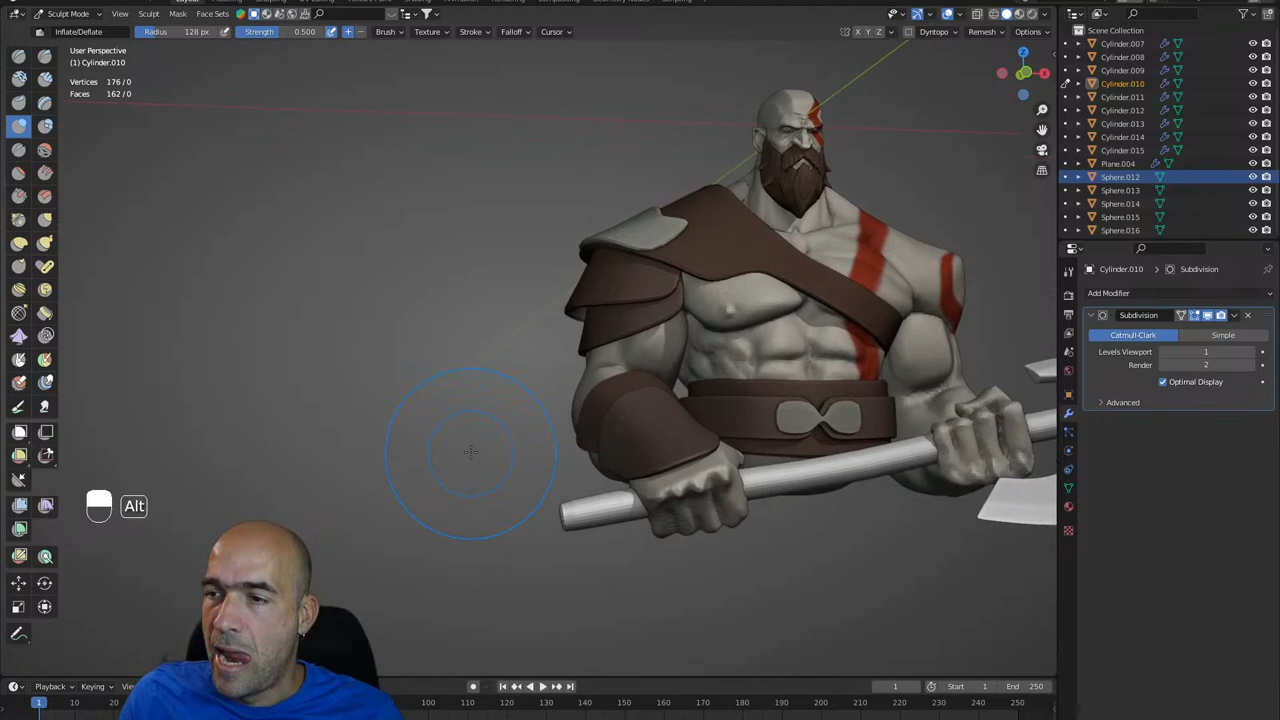 Sculpt Mode View Sculpt Mask Face Sets
Inflate/Deflate Radius 128 px Strength 0.500 Brush Texture Stroke Falloff Cursor X Y Z Dyntopo Remesh Options
User Perspective
(1) Cylinder.010
Vertices 176 / 0
Faces 162 / 0
Z
X
Alt
Scene Collection
Cylinder.007
Cylinder.008
Cylinder.009
Cylinder.010
Cylinder.011
Cylinder.012
Cylinder.013
Cylinder.014
Cylinder.015
Plane.004
Sphere.012
Sphere.013
Sphere.014
Sphere.015
Sphere.016
Cylinder.010 > Subdivision
Add Modifier
Subdivision
Catmull-Clark Simple
Levels Viewport 1
Render 2
Optimal Display
Advanced
Playback Keying 1 Start 1 End 250
1 10 20 100 110 120 130 140 150 160 170 180 190 200 210 220 230 240 250